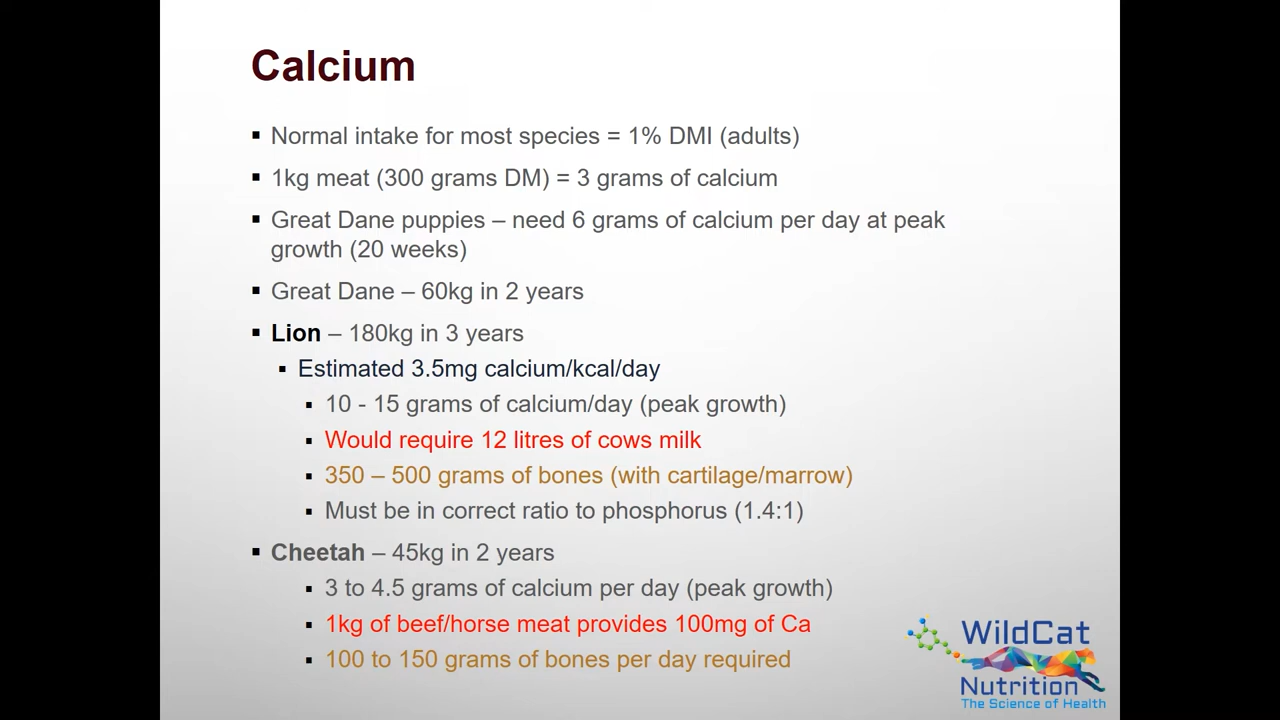 Calcium
▪ Normal intake for most species = 1% DMI (adults)
▪ 1kg meat (300 grams DM) = 3 grams of calcium
▪ Great Dane puppies – need 6 grams of calcium per day at peak
growth (20 weeks)
▪ Great Dane – 60kg in 2 years
▪ Lion – 180kg in 3 years
▪ Estimated 3.5mg calcium/kcal/day
▪ 10 - 15 grams of calcium/day (peak growth)
▪ Would require 12 litres of cows milk
▪ 350 – 500 grams of bones (with cartilage/marrow)
▪ Must be in correct ratio to phosphorus (1.4:1)
▪ Cheetah – 45kg in 2 years
▪ 3 to 4.5 grams of calcium per day (peak growth)
▪ 1kg of beef/horse meat provides 100mg of Ca
▪ 100 to 150 grams of bones per day required
WildCat
Nutrition
The Science of Health